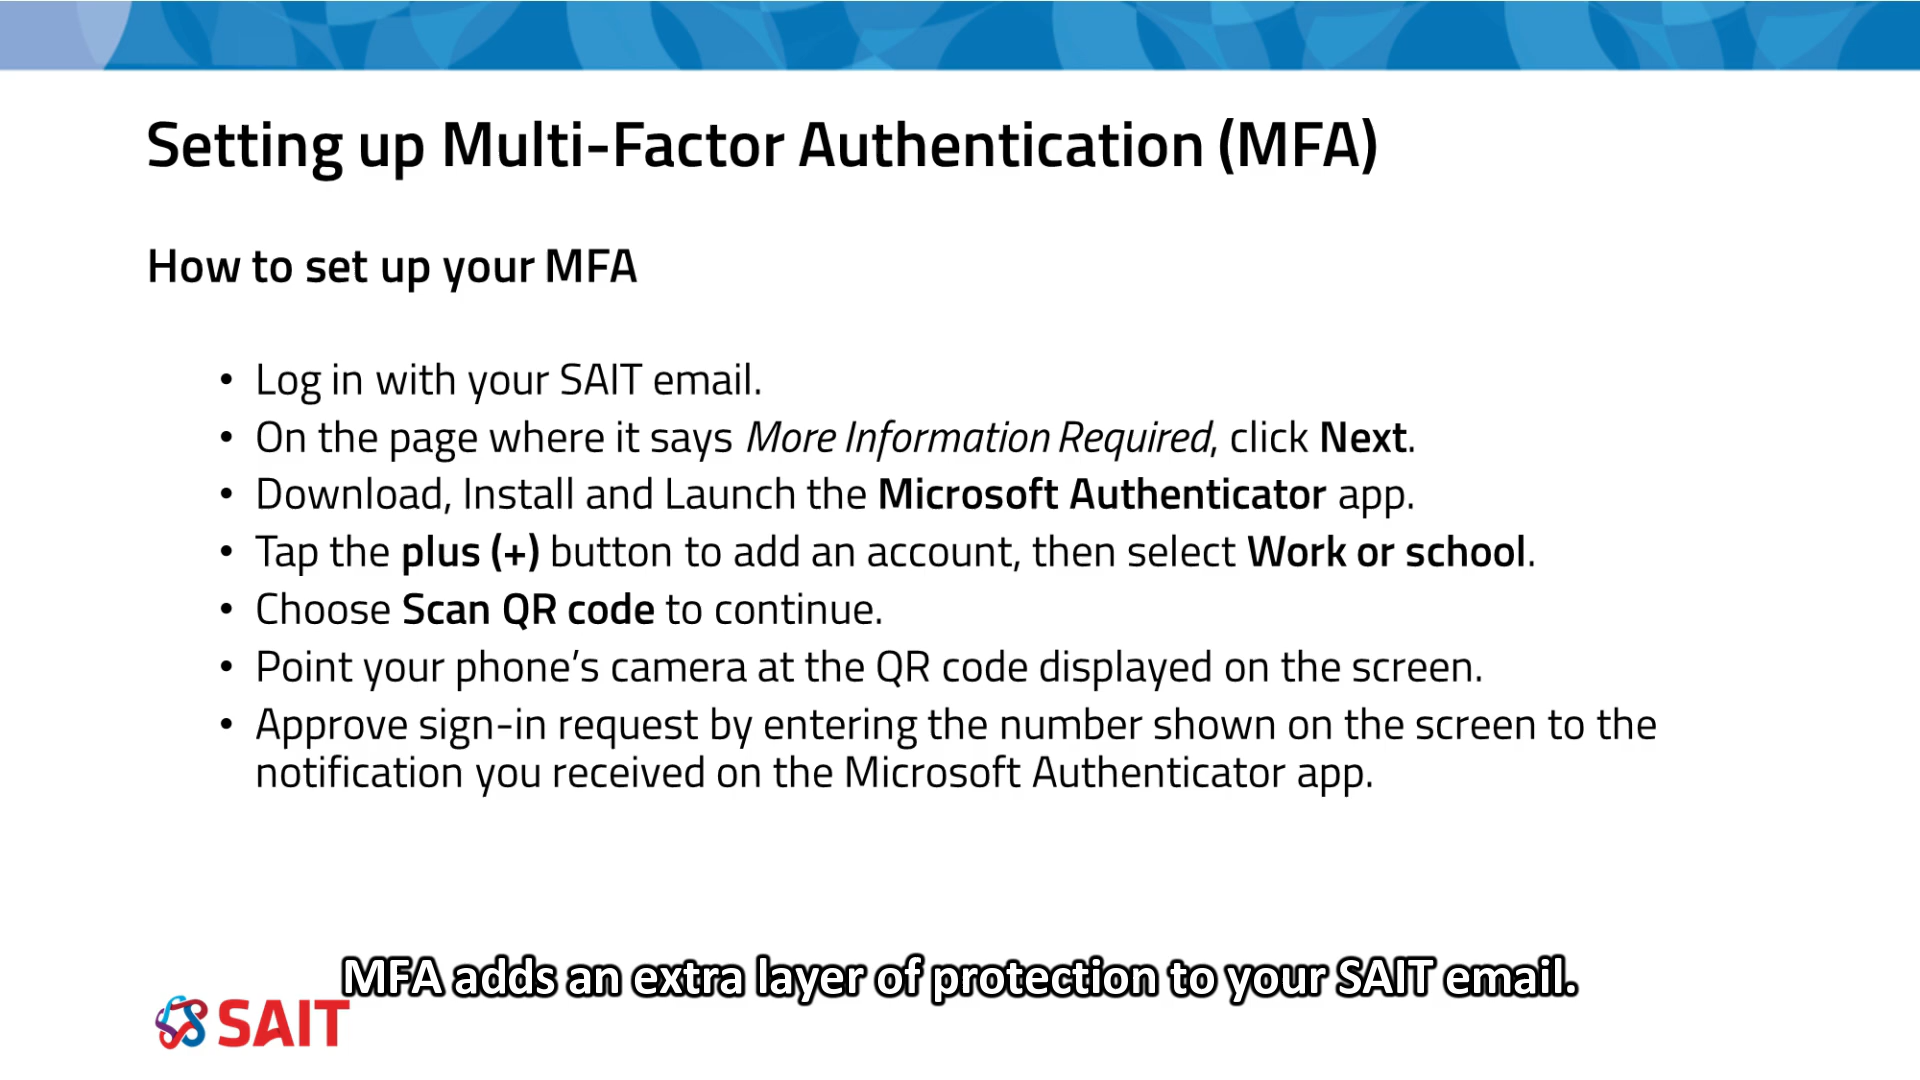 Setting up Multi-Factor Authentication (MFA)
How to set up your MFA
• Log in with your SAIT email.
• On the page where it says More Information Required, click Next.
• Download, Install and Launch the Microsoft Authenticator app.
• Tap the plus (+) button to add an account, then select Work or school.
• Choose Scan QR code to continue.
• Point your phone’s camera at the QR code displayed on the screen.
• Approve sign-in request by entering the number shown on the screen to the
notification you received on the Microsoft Authenticator app.
MFA adds an extra layer of protection to your SAIT email.
SAIT